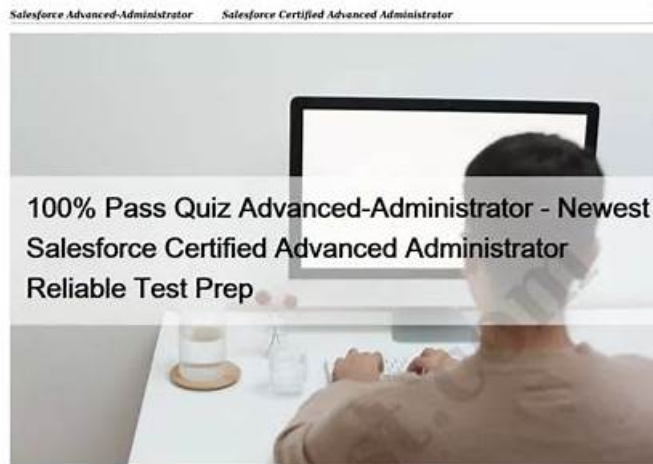 Salesforce Advanced-Administrator Salesforce Certified Advanced Administrator
100% Pass Quiz Advanced-Administrator - Newest
Salesforce Certified Advanced Administrator
Reliable Test Prep